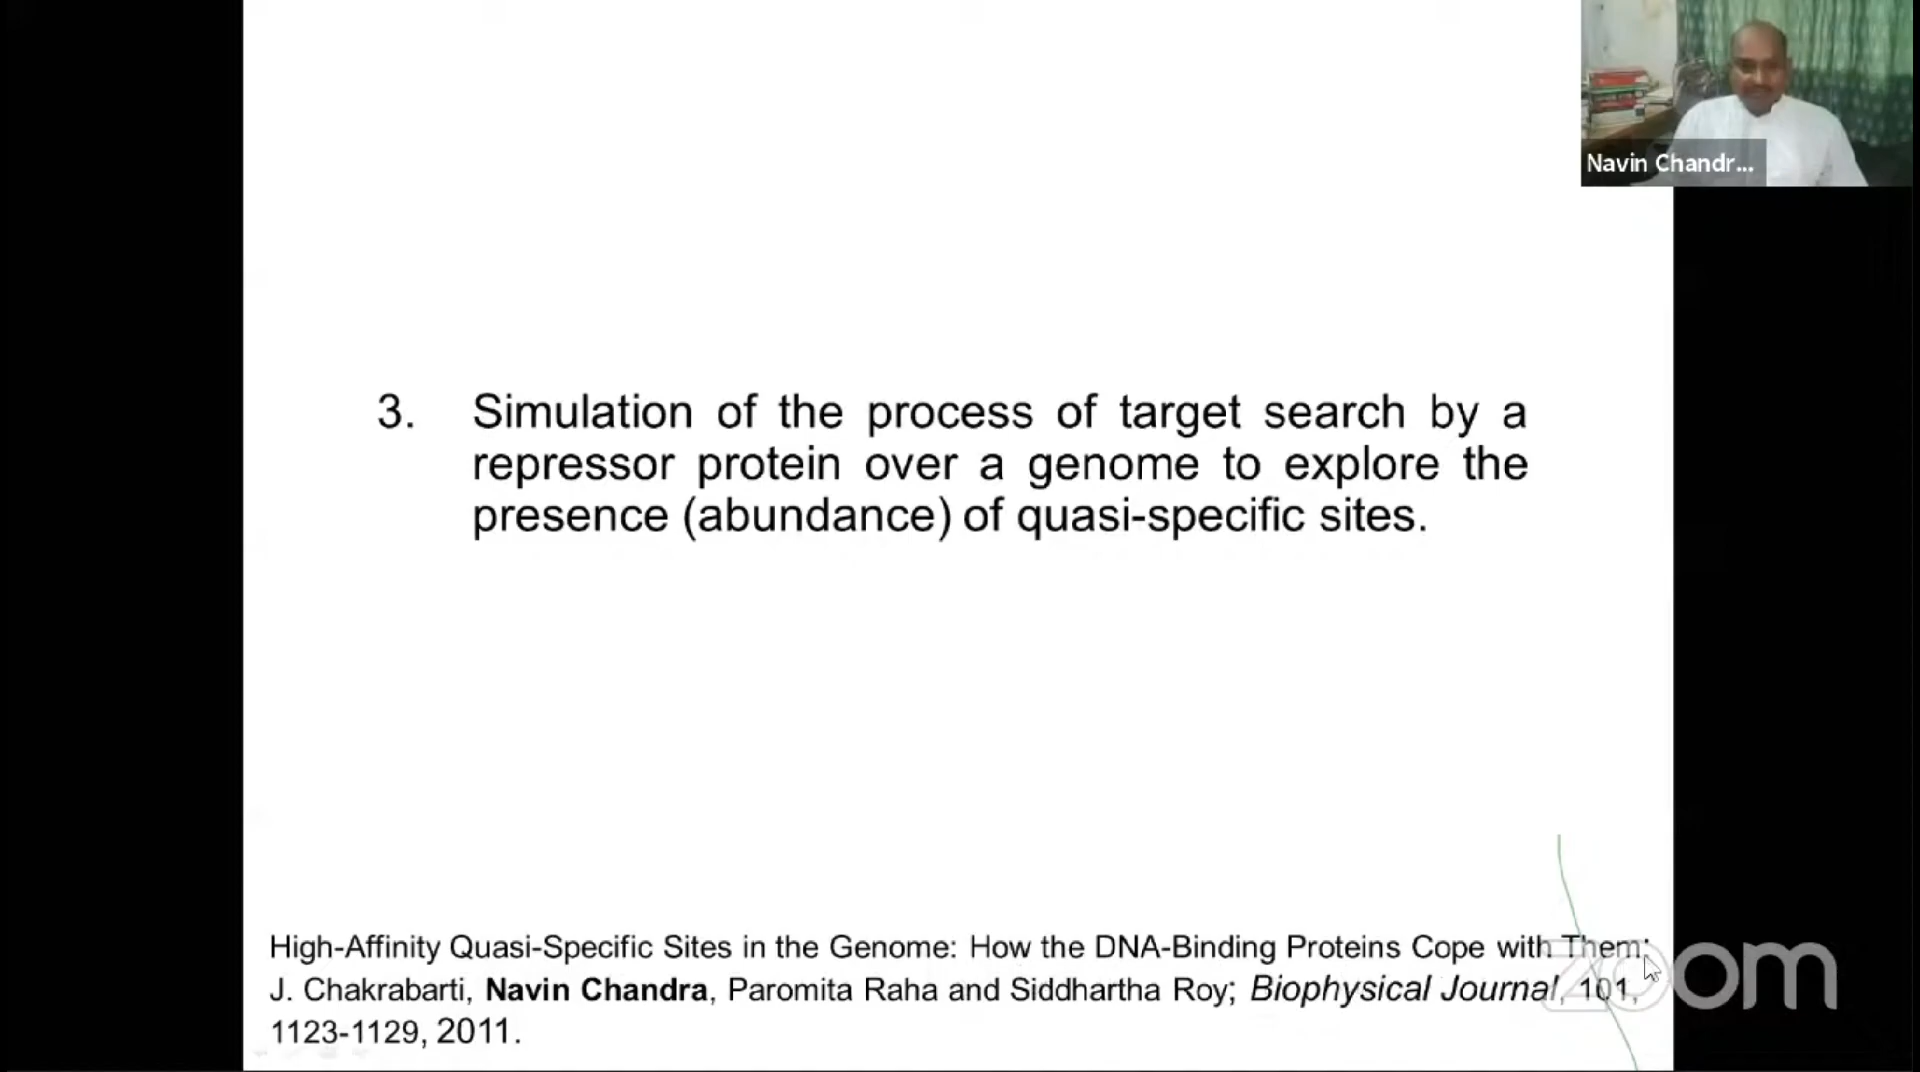 Navin Chandr...
3. Simulation of the process of target search by a
repressor protein over a genome to explore the
presence (abundance) of quasi-specific sites.
High-Affinity Quasi-Specific Sites in the Genome: How the DNA-Binding Proteins Cope with Them;
J. Chakrabarti, Navin Chandra, Paromita Raha and Siddhartha Roy; Biophysical Journal, 101,
1123-1129, 2011.
zoom